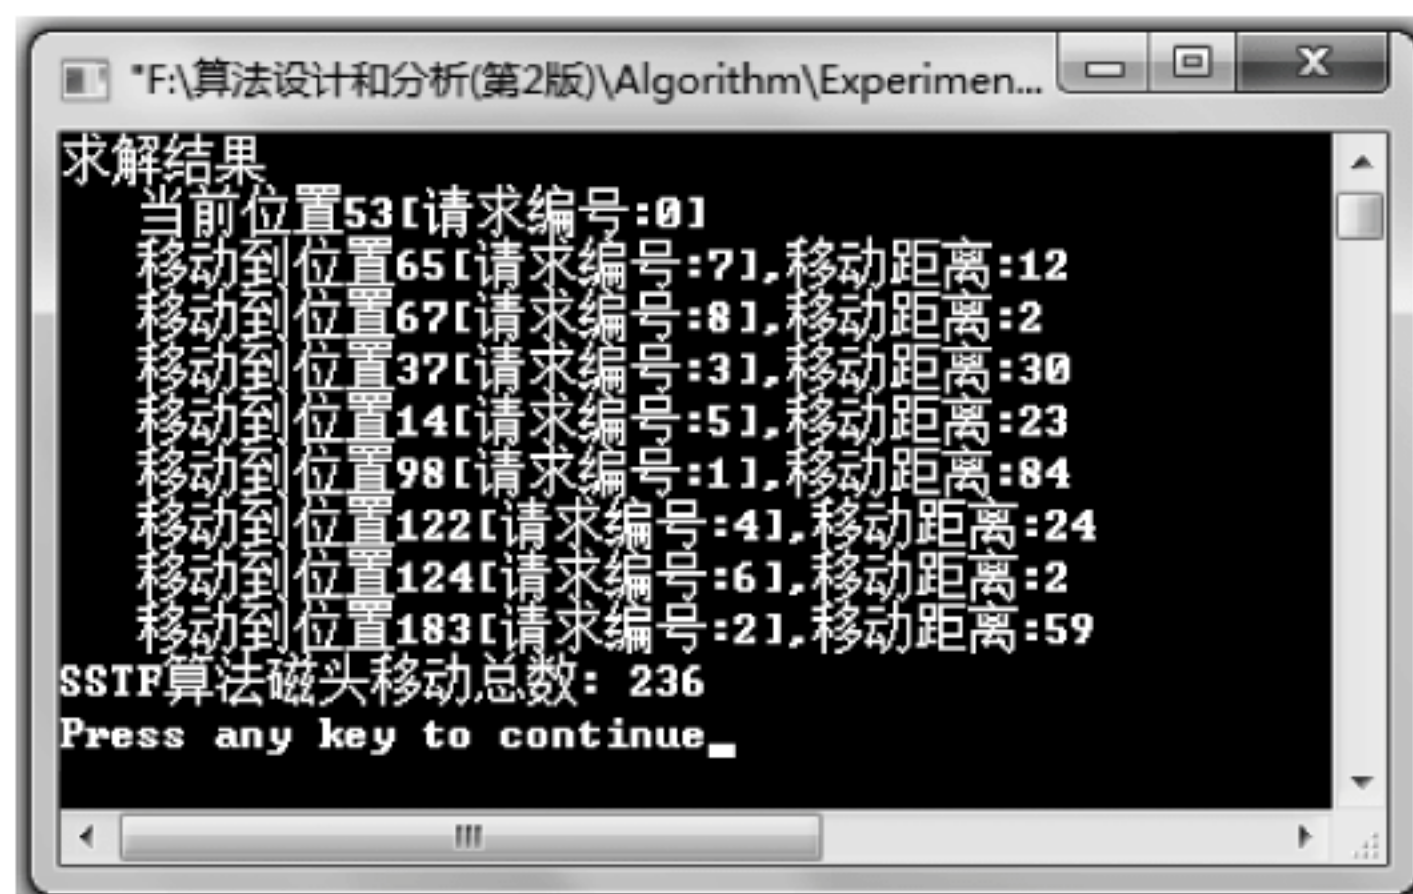 "F:\算法设计和分析(第2版)\Algorithm\Experimen...
求解结果
当前位置53[请求编号:0]
移动到位置65[请求编号:7],移动距离:12
移动到位置67[请求编号:8],移动距离:2
移动到位置37[请求编号:3],移动距离:30
移动到位置14[请求编号:5],移动距离:23
移动到位置98[请求编号:1],移动距离:84
移动到位置122[请求编号:4],移动距离:24
移动到位置124[请求编号:6],移动距离:2
移动到位置183[请求编号:2],移动距离:59
SSTF算法磁头移动总数: 236
Press any key to continue